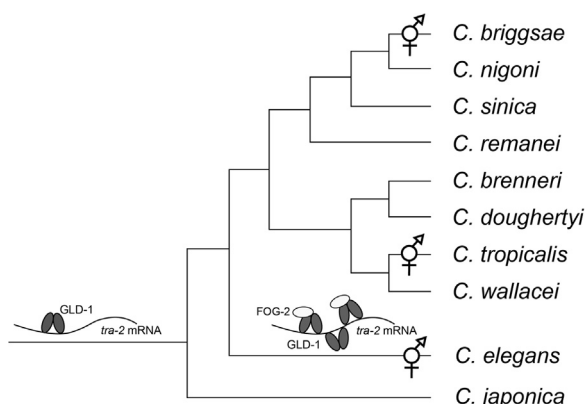 C. briggsae
C. nigoni
C. sinica
C. remanei
C. brenneri
C. doughertyi
C. tropicalis
C. wallacei
GLD-1
tra-2 mRNA
FOG-2
tra-2 mRNA
GLD-1
C. elegans
C. japonica